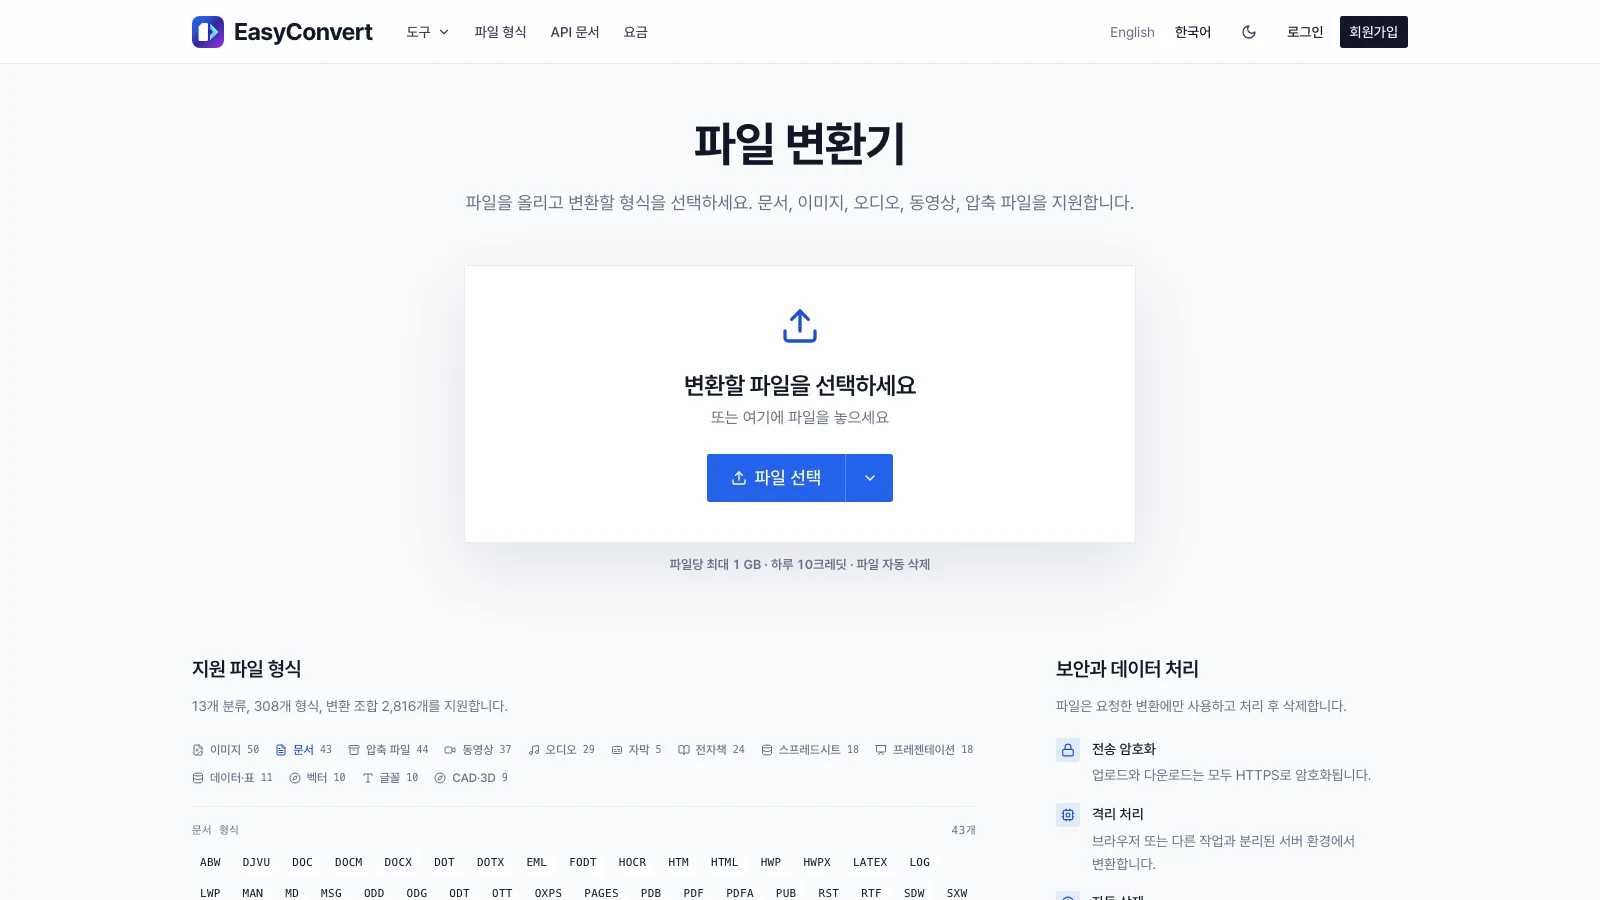 EasyConvert
도구
파일 형식
API 문서
요금
English
한국어
로그인
회원가입
파일 변환기
파일을 올리고 변환할 형식을 선택하세요. 문서, 이미지, 오디오, 동영상, 압축 파일을 지원합니다.
변환할 파일을 선택하세요
또는 여기에 파일을 놓으세요
파일 선택
파일당 최대 1 GB · 하루 10크레딧 · 파일 자동 삭제
지원 파일 형식
13개 분류, 308개 형식, 변환 조합 2,816개를 지원합니다.
이미지 50 문서 43 압축 파일 44 동영상 37 오디오 29 자막 5 전자책 24 스프레드시트 18 프레젠테이션 18
데이터·표 11 벡터 10 글꼴 10 CAD·3D 9
문서 형식 43개
ABW DJVU DOC DOCM DOCX DOT DOTX EML FODT HOCR HTM HTML HWP HWPX LATEX LOG
LWP MAN MD MSG ODD ODG ODT OTT OXPS PAGES PDB PDF PDFA PUB RST RTF SDW SXW
보안과 데이터 처리
파일은 요청한 변환에만 사용하고 처리 후 삭제합니다.
전송 암호화
업로드와 다운로드는 모두 HTTPS로 암호화됩니다.
격리 처리
브라우저 또는 다른 작업과 분리된 서버 환경에서
변환합니다.